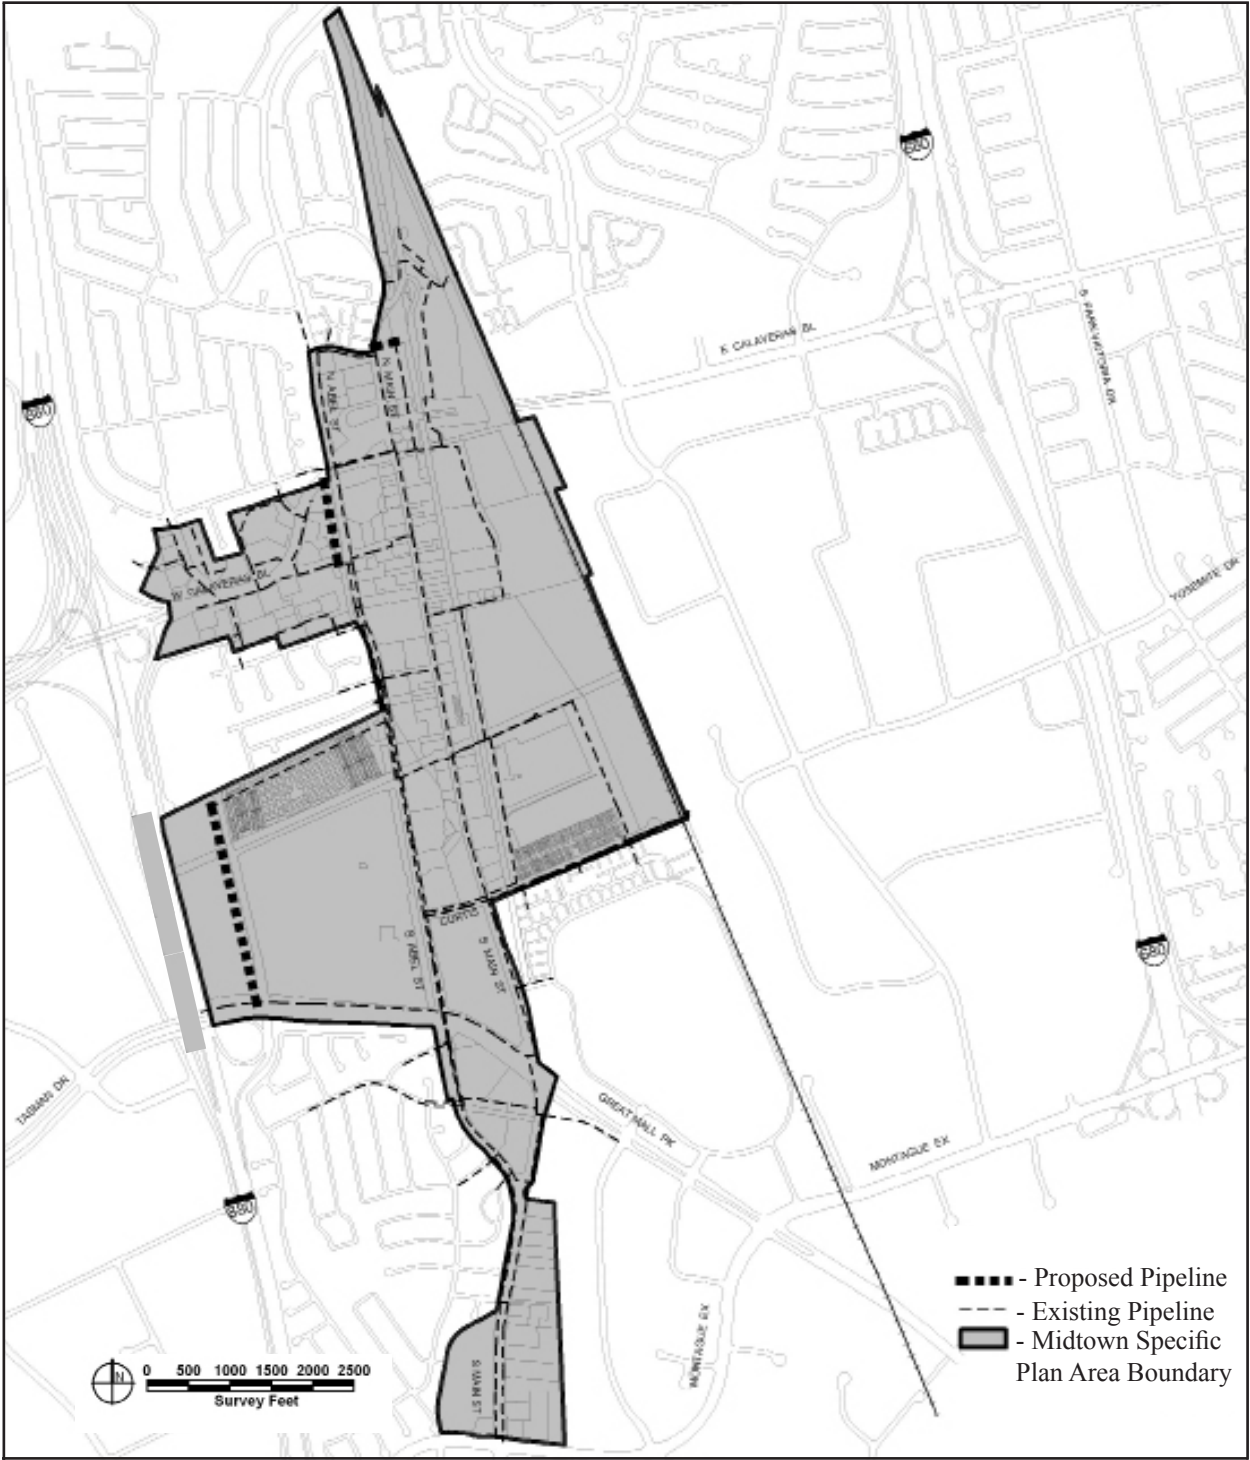 680
S PARK VICTORIA DR
E CALAVERAS BL
N MAIN ST
N ABEL ST
880
W CALAVERAS BL
YOSEMITE DR
CURTIS
S ABEL ST
S MAIN ST
680
TASMAN DR
GREAT MALL PK
MONTAGUE EX
880
- Proposed Pipeline
- Existing Pipeline
- Midtown Specific
Plan Area Boundary
MONTAGUE EX
S MAIN ST
N
0 500 1000 1500 2000 2500
Survey Feet